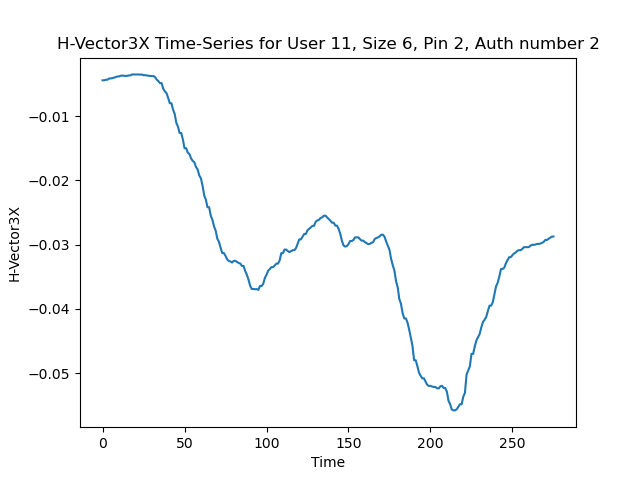 H-Vector3X Time-Series for User 11, Size 6, Pin 2, Auth number 2
H-Vector3X
−0.01
−0.02
−0.03
−0.04
−0.05
0 50 100 150 200 250
Time